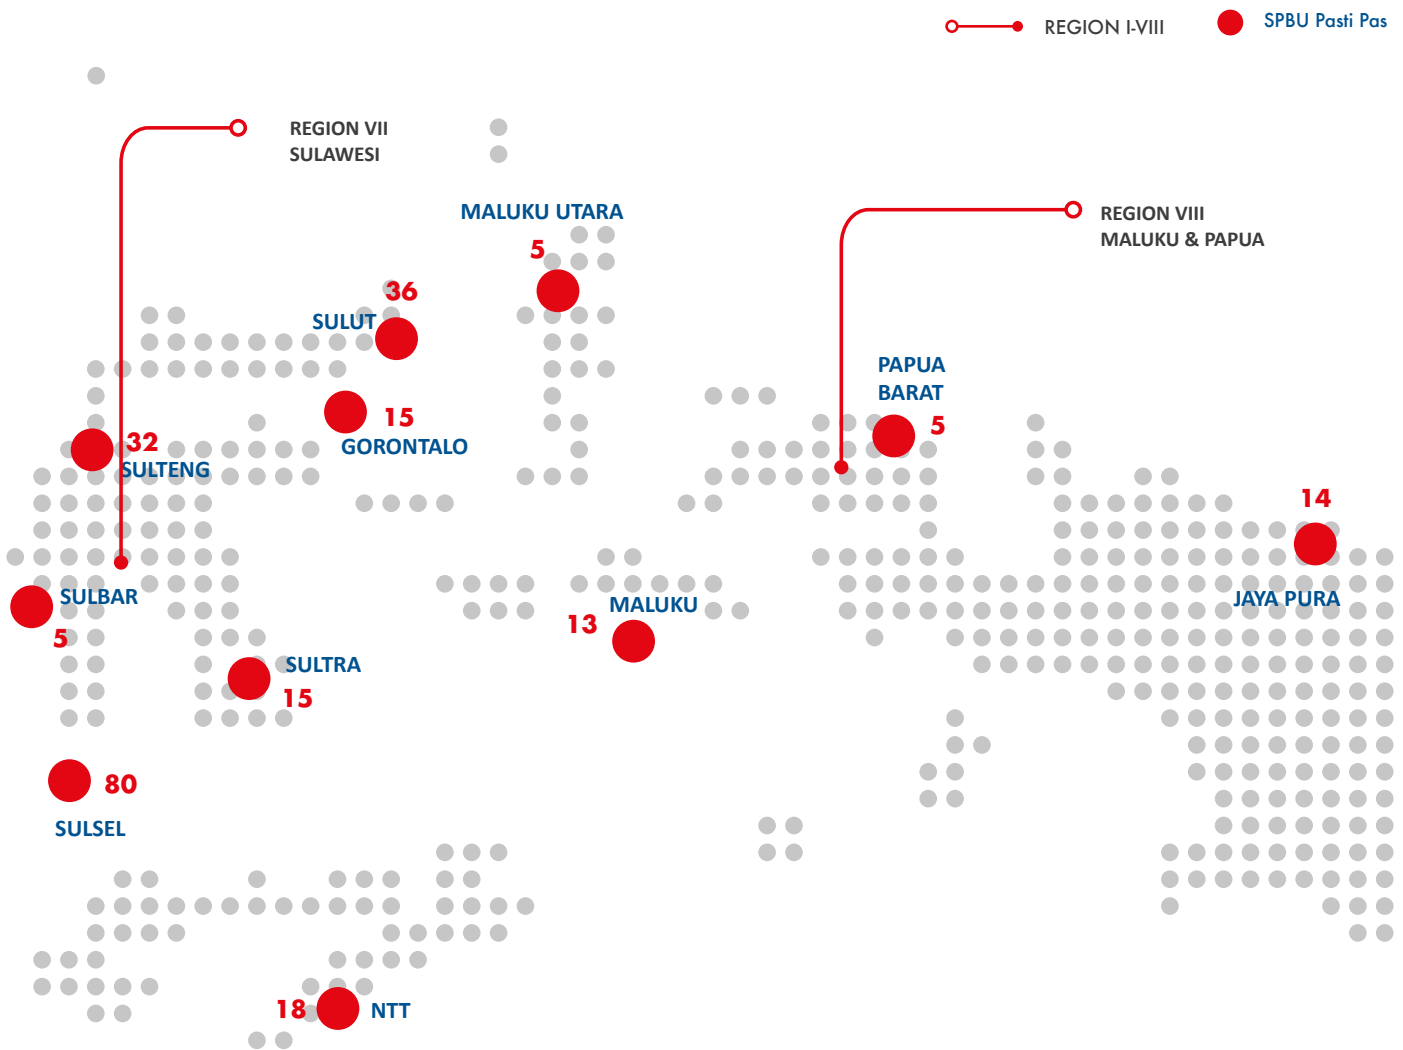 REGION I-VIII
SPBU Pasti Pas
REGION VII
SULAWESI
MALUKU UTARA
5
REGION VIII
MALUKU & PAPUA
36
SULUT
PAPUA
BARAT
5
15
GORONTALO
32
SULTENG
14
JAYA PURA
SULBAR
5
MALUKU
13
SULTRA
15
80
SULSEL
18
NTT